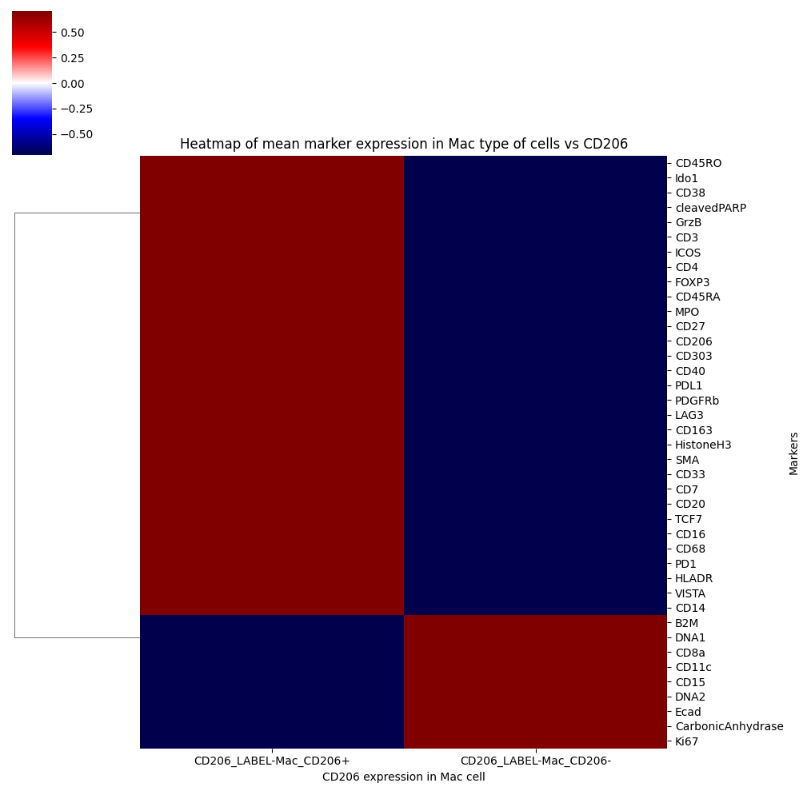 0.50
0.25
0.00
−0.25
−0.50
Heatmap of mean marker expression in Mac type of cells vs CD206
CD45RO
Ido1
CD38
cleavedPARP
GrzB
CD3
ICOS
CD4
FOXP3
CD45RA
MPO
CD27
CD206
CD303
CD40
PDL1
PDGFRb
LAG3
CD163
HistoneH3
SMA
CD33
CD7
CD20
TCF7
CD16
CD68
PD1
HLADR
VISTA
CD14
B2M
DNA1
CD8a
CD11c
CD15
DNA2
Ecad
CarbonicAnhydrase
Ki67
Markers
CD206_LABEL-Mac_CD206+
CD206_LABEL-Mac_CD206-
CD206 expression in Mac cell